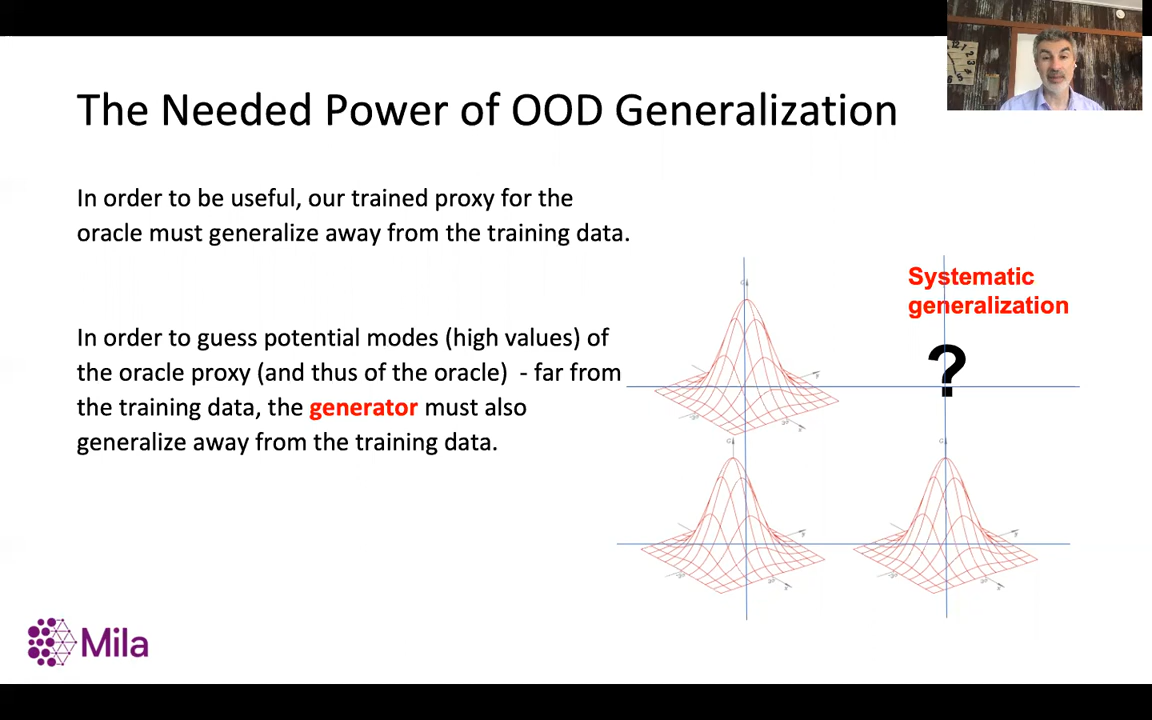 The Needed Power of OOD Generalization
In order to be useful, our trained proxy for the
oracle must generalize away from the training data.
In order to guess potential modes (high values) of
the oracle proxy (and thus of the oracle) - far from
the training data, the generator must also
generalize away from the training data.
Systematic
generalization
?
Mila